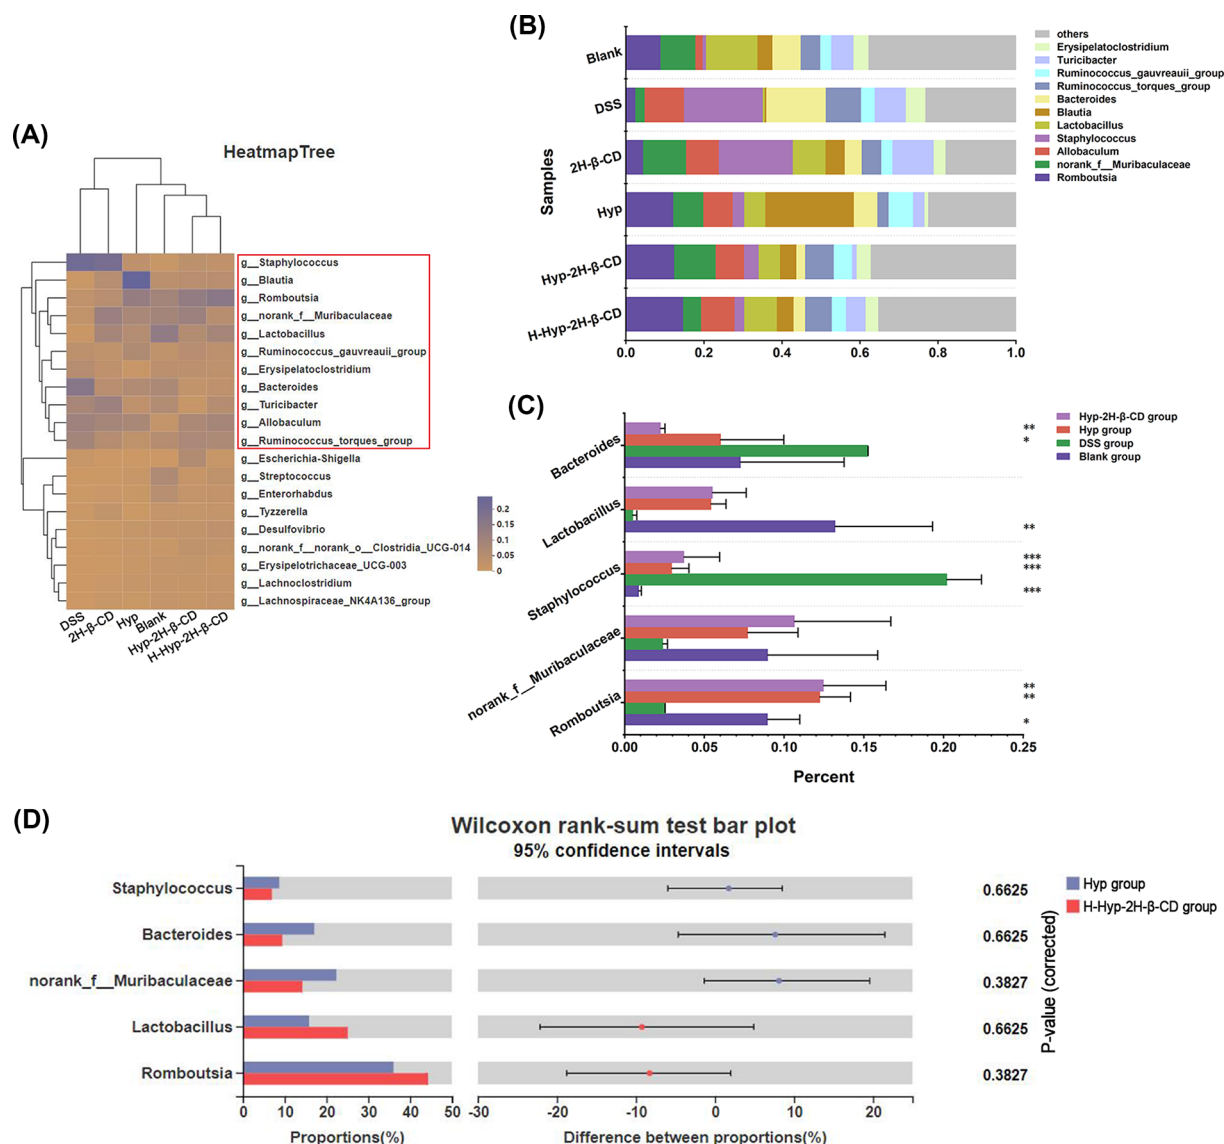 (A)
HeatmapTree
g__Staphylococcus
g__Blautia
g__Romboutsia
g__norank_f__Muribaculaceae
g__Lactobacillus
g__Ruminococcus_gauvreauii_group
g__Erysipelatoclostridium
g__Bacteroides
g__Turicibacter
g__Allobaculum
g__Ruminococcus_torques_group
g__Escherichia-Shigella
g__Streptococcus
g__Enterorhabdus
g__Tyzzerella
g__Desulfovibrio
g__norank_f__norank_o__Clostridia_UCG-014
g__Erysipelotrichaceae_UCG-003
g__Lachnoclostridium
g__Lachnospiraceae_NK4A136_group
0.2
0.15
0.1
0.05
0
DSS
2H-β-CD
Hyp
Blank
Hyp-2H-β-CD
H-Hyp-2H-β-CD
(B)
Samples
Blank
DSS
2H-β-CD
Hyp
Hyp-2H-β-CD
H-Hyp-2H-β-CD
0.0 0.2 0.4 0.6 0.8 1.0
others
Erysipelatoclostridium
Turicibacter
Ruminococcus_gauvreauii_group
Ruminococcus_torques_group
Bacteroides
Blautia
Lactobacillus
Staphylococcus
Allobaculum
norank_f__Muribaculaceae
Romboutsia
(C)
Bacteroides
Lactobacillus
Staphylococcus
norank_f__Muribaculaceae
Romboutsia
**
*
**
***
***
***
**
**
*
0.00 0.05 0.10 0.15 0.20 0.25
Percent
Hyp-2H-β-CD group
Hyp group
DSS group
Blank group
(D)
Wilcoxon rank-sum test bar plot
95% confidence intervals
Staphylococcus 0.6625
Bacteroides 0.6625
norank_f__Muribaculaceae 0.3827
Lactobacillus 0.6625
Romboutsia 0.3827
0 10 20 30 40 50 -30 -20 -10 0 10 20
Proportions(%) Difference between proportions(%)
P-value (corrected)
Hyp group
H-Hyp-2H-β-CD group